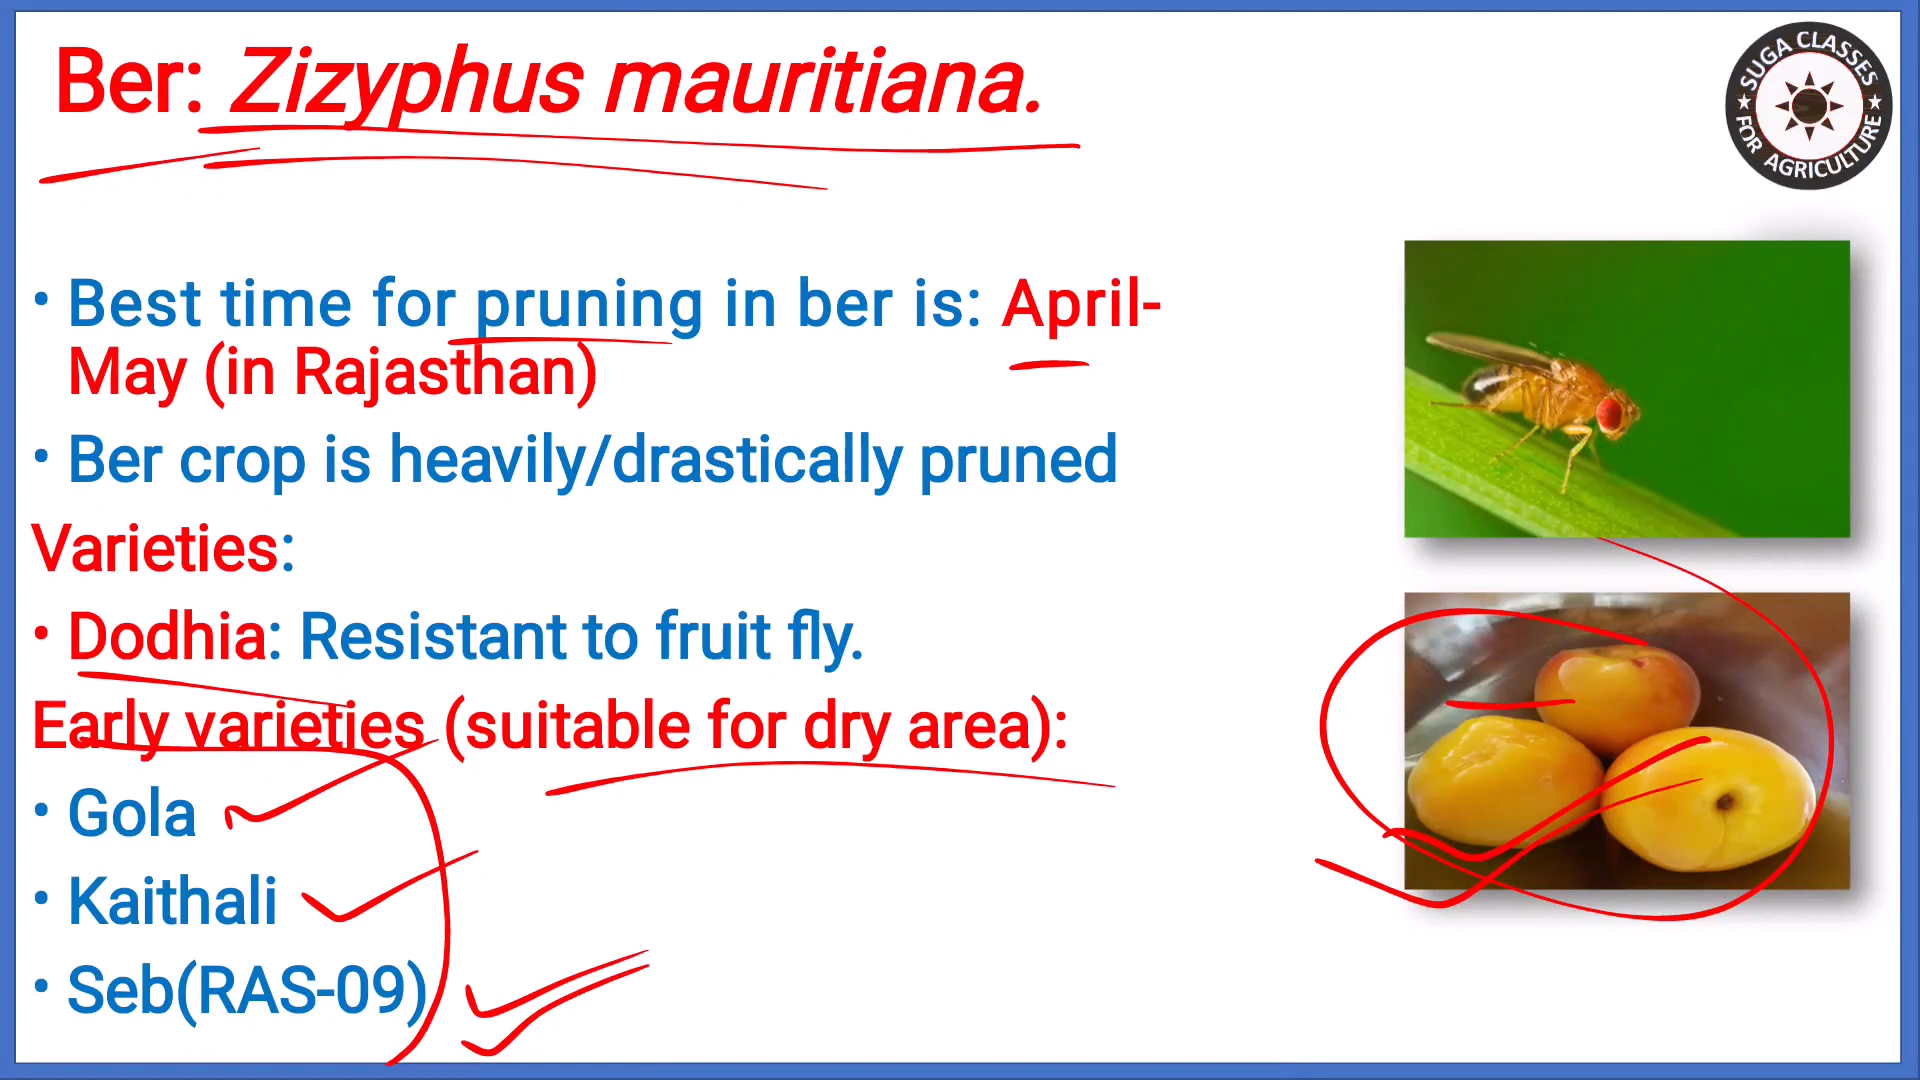 Ber: Zizyphus mauritiana.
SUGA CLASSES
FOR AGRICULTURE
• Best time for pruning in ber is: April-
May (in Rajasthan)
• Ber crop is heavily/drastically pruned
Varieties:
• Dodhia: Resistant to fruit fly.
Early varieties (suitable for dry area):
• Gola
• Kaithali
• Seb(RAS-09)